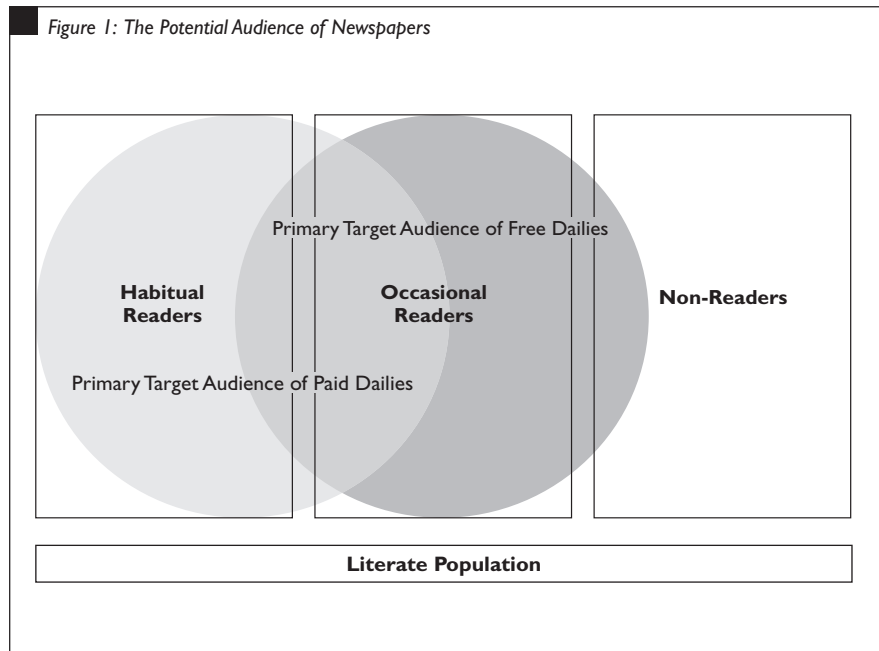 Figure 1: The Potential Audience of Newspapers
Primary Target Audience of Free Dailies
Habitual
Readers
Occasional
Readers
Non-Readers
Primary Target Audience of Paid Dailies
Literate Population